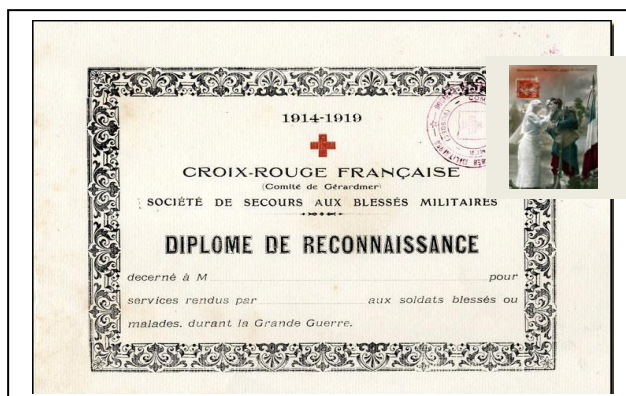 1914-1919
CROIX-ROUGE FRANÇAISE
(Comité de Gérardmer)
SOCIÉTÉ DE SECOURS AUX BLESSÉS MILITAIRES
DIPLOME DE RECONNAISSANCE
decerné à M pour
services rendus par aux soldats blessés ou
malades, durant la Grande Guerre.